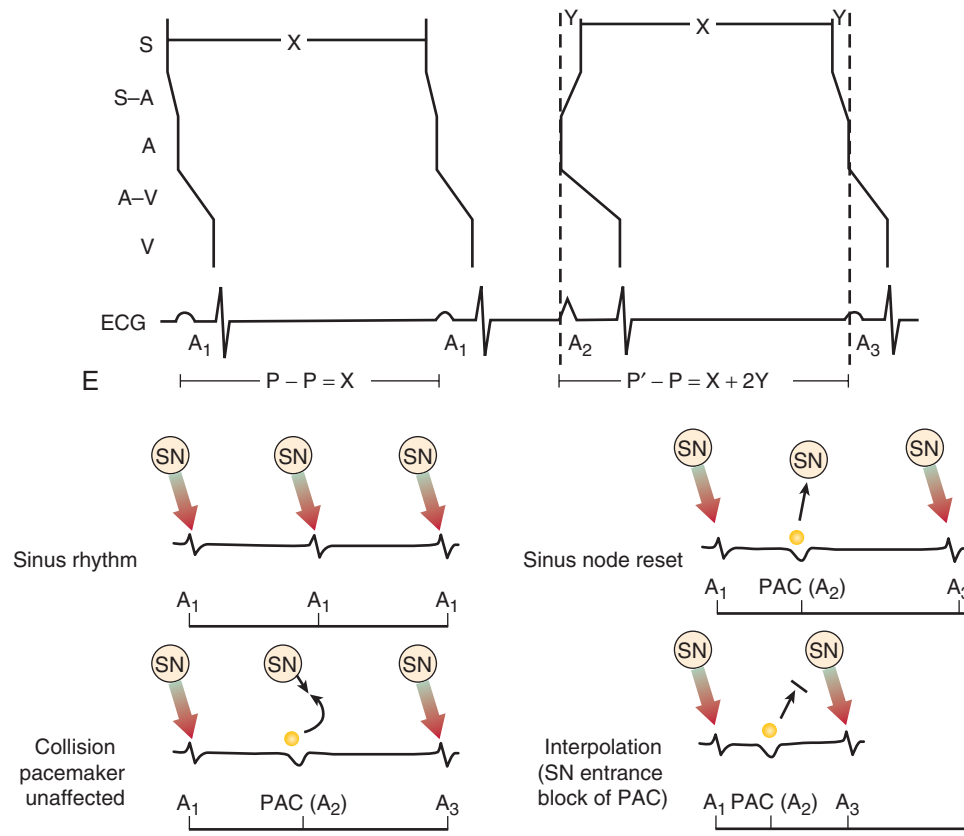 Y Y
S X X
S–A
A
A–V
V
ECG
A1 A1 A2 A3
E P – P = X P′ – P = X + 2Y
SN SN SN
Sinus rhythm
A1 A1 A1
SN SN SN
Sinus node reset
A1 PAC (A2) A3
SN SN SN
Collision
pacemaker
unaffected
A1 PAC (A2) A3
SN SN
Interpolation
(SN entrance
block of PAC)
A1 PAC (A2) A3